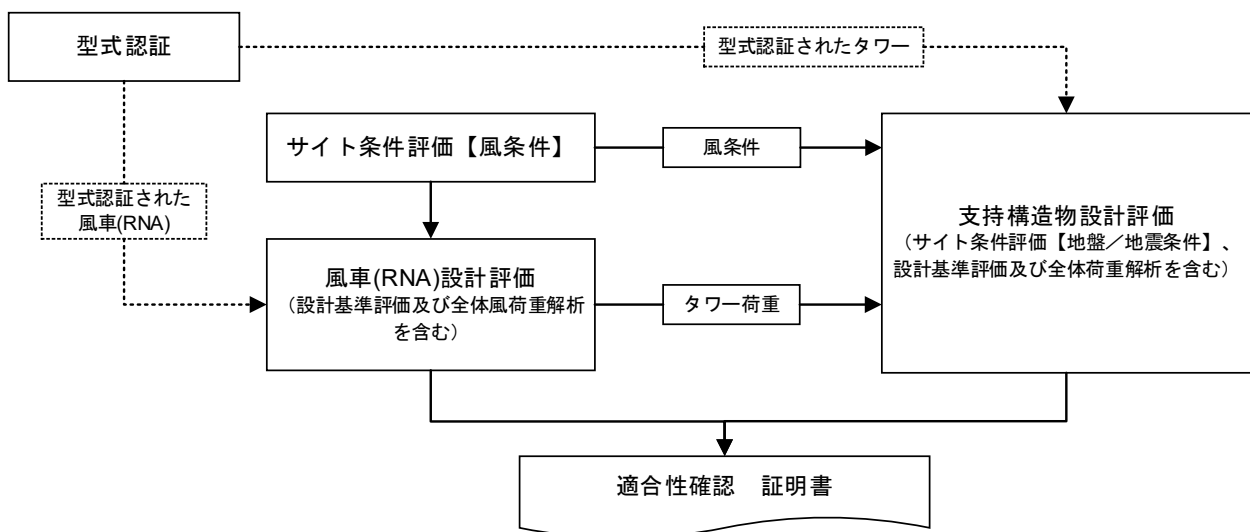 型式認証
型式認証されたタワー
サイト条件評価【風条件】
風条件
型式認証された
風車(RNA)
支持構造物設計評価
（サイト条件評価【地盤／地震条件】、
設計基準評価及び全体荷重解析を含む）
風車(RNA)設計評価
（設計基準評価及び全体風荷重解析
を含む）
タワー荷重
適合性確認　証明書